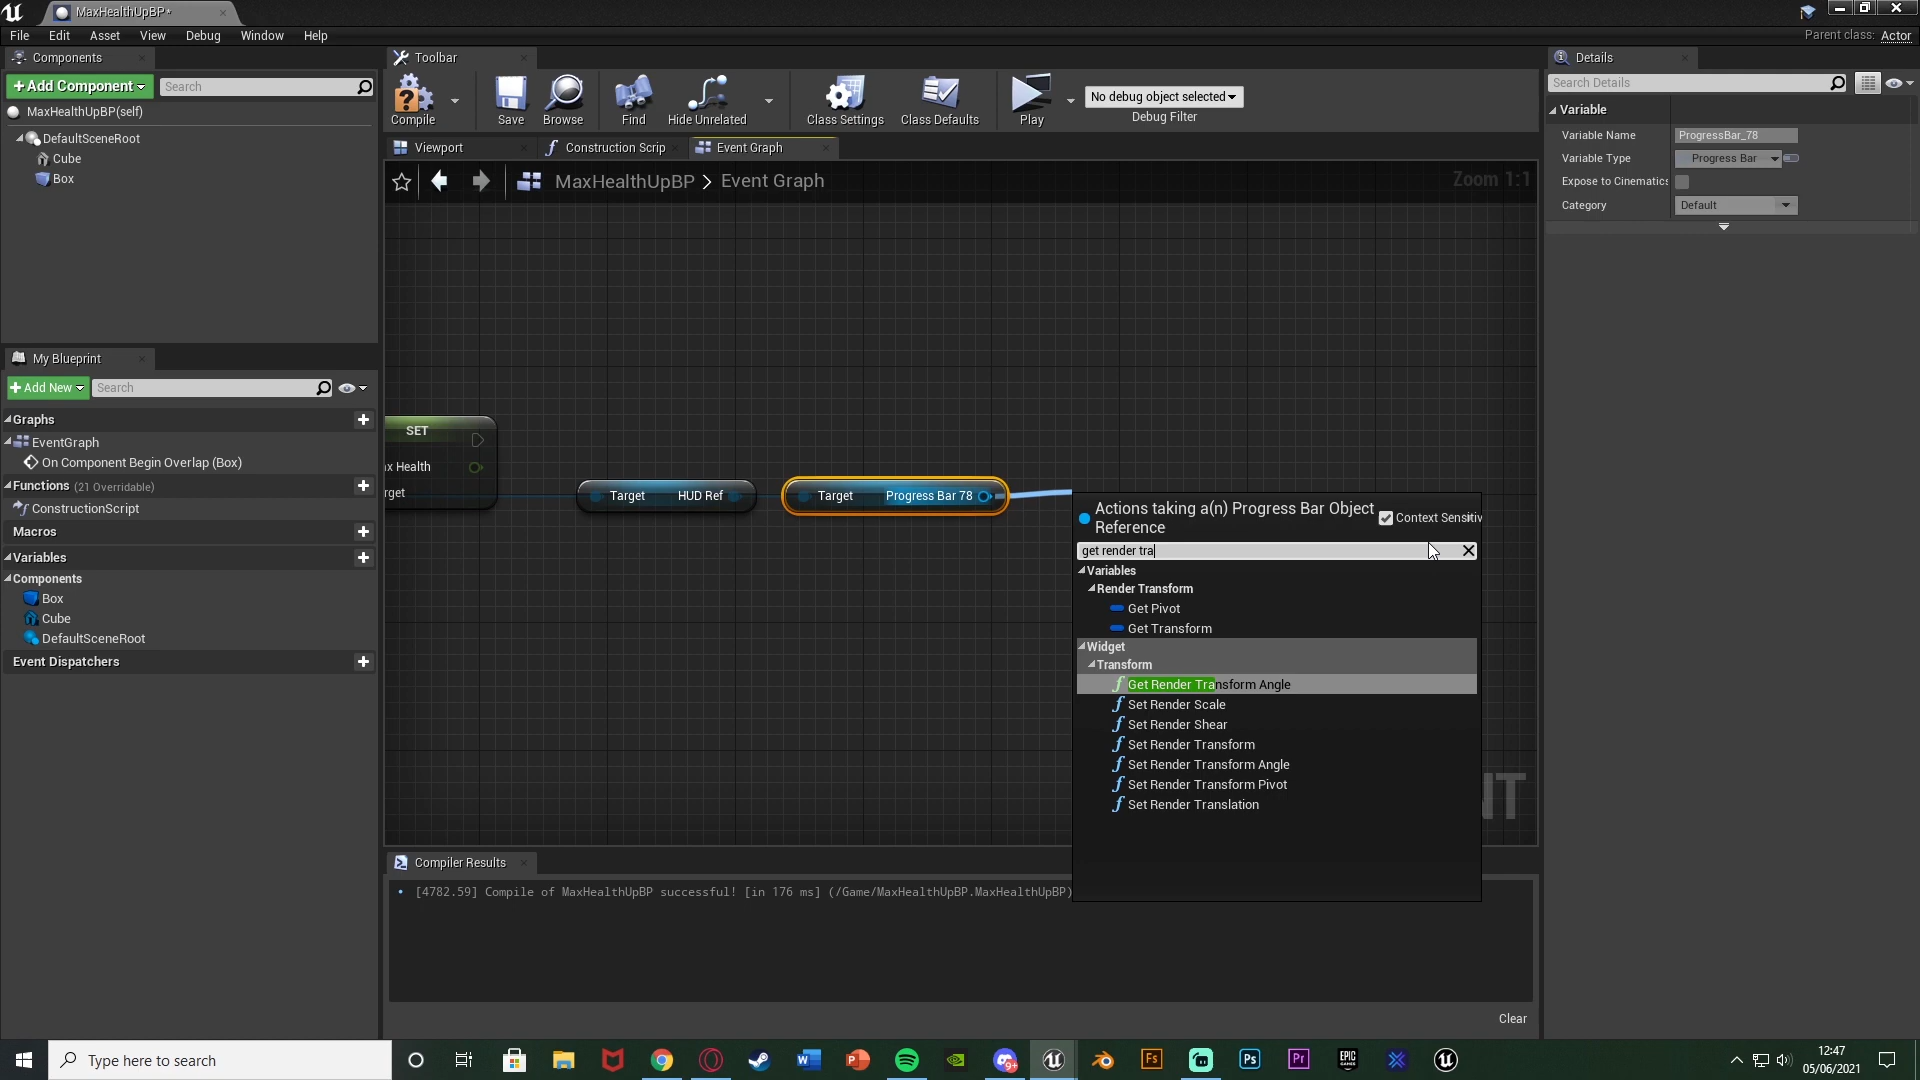 MaxHealthUpBP*
File Edit Asset View Debug Window Help
Parent class: Actor
Components
+Add Component
Search
MaxHealthUpBP(self)
DefaultSceneRoot
Cube
Box
My Blueprint
+Add New
Search
Graphs
EventGraph
On Component Begin Overlap (Box)
Functions (21 Overridable)
ConstructionScript
Macros
Variables
Components
Box
Cube
DefaultSceneRoot
Event Dispatchers
Toolbar
Compile
Save
Browse
Find
Hide Unrelated
Class Settings
Class Defaults
Play
No debug object selected
Debug Filter
Viewport
Construction Scrip
Event Graph
MaxHealthUpBP > Event Graph
Zoom 1:1
SET
ax Health
rget
Target HUD Ref
Target Progress Bar 78
Actions taking a(n) Progress Bar Object
Reference
Context Sensitiv
get render tra
Variables
Render Transform
Get Pivot
Get Transform
Widget
Transform
Get Render Transform Angle
Set Render Scale
Set Render Shear
Set Render Transform
Set Render Transform Angle
Set Render Transform Pivot
Set Render Translation
NT
Compiler Results
[4782.59] Compile of MaxHealthUpBP successful! [in 176 ms] (/Game/MaxHealthUpBP.MaxHealthUpBP)
Clear
Details
Search Details
Variable
Variable Name ProgressBar_78
Variable Type Progress Bar
Expose to Cinematics
Category Default
Type here to search
9+
Fs
Ps
Pr
EPIC
GAMES
12:47
05/06/2021